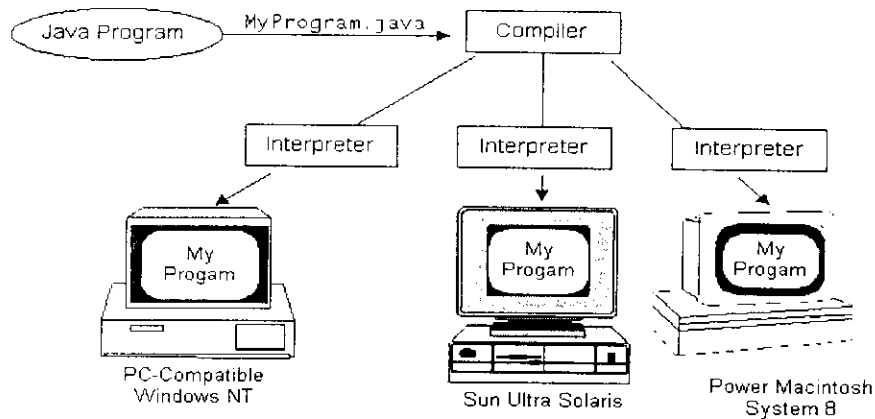 Java Program
MyProgram.java
Compiler
Interpreter
Interpreter
Interpreter
My
Progam
My
Progam
My
Progam
PC-Compatible
Windows NT
Sun Ultra Solaris
Power Macintosh
System 8